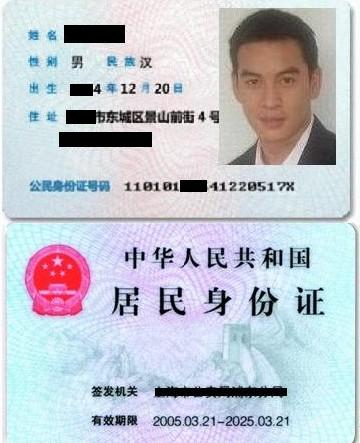 姓名
性别 男 民族 汉
出生 4 年 12 月 20 日
住址 市东城区景山前街 4 号
公民身份证号码 110101 41220517X
中华人民共和国
居民身份证
签发机关
有效期限 2005.03.21-2025.03.21